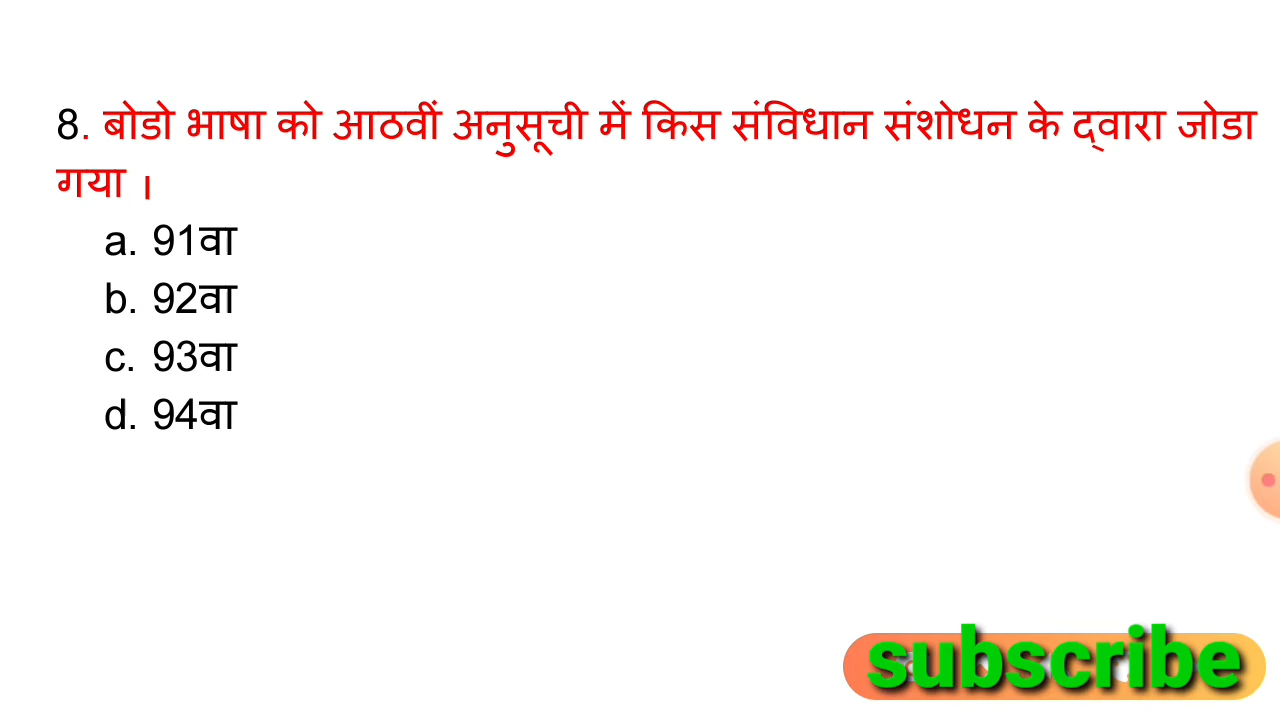 8. बोडो भाषा को आठवीं अनुसूची में किस संविधान संशोधन के द्वारा जोडा
गया ।
a. 91वा
b. 92वा
c. 93वा
d. 94वा
subscribe